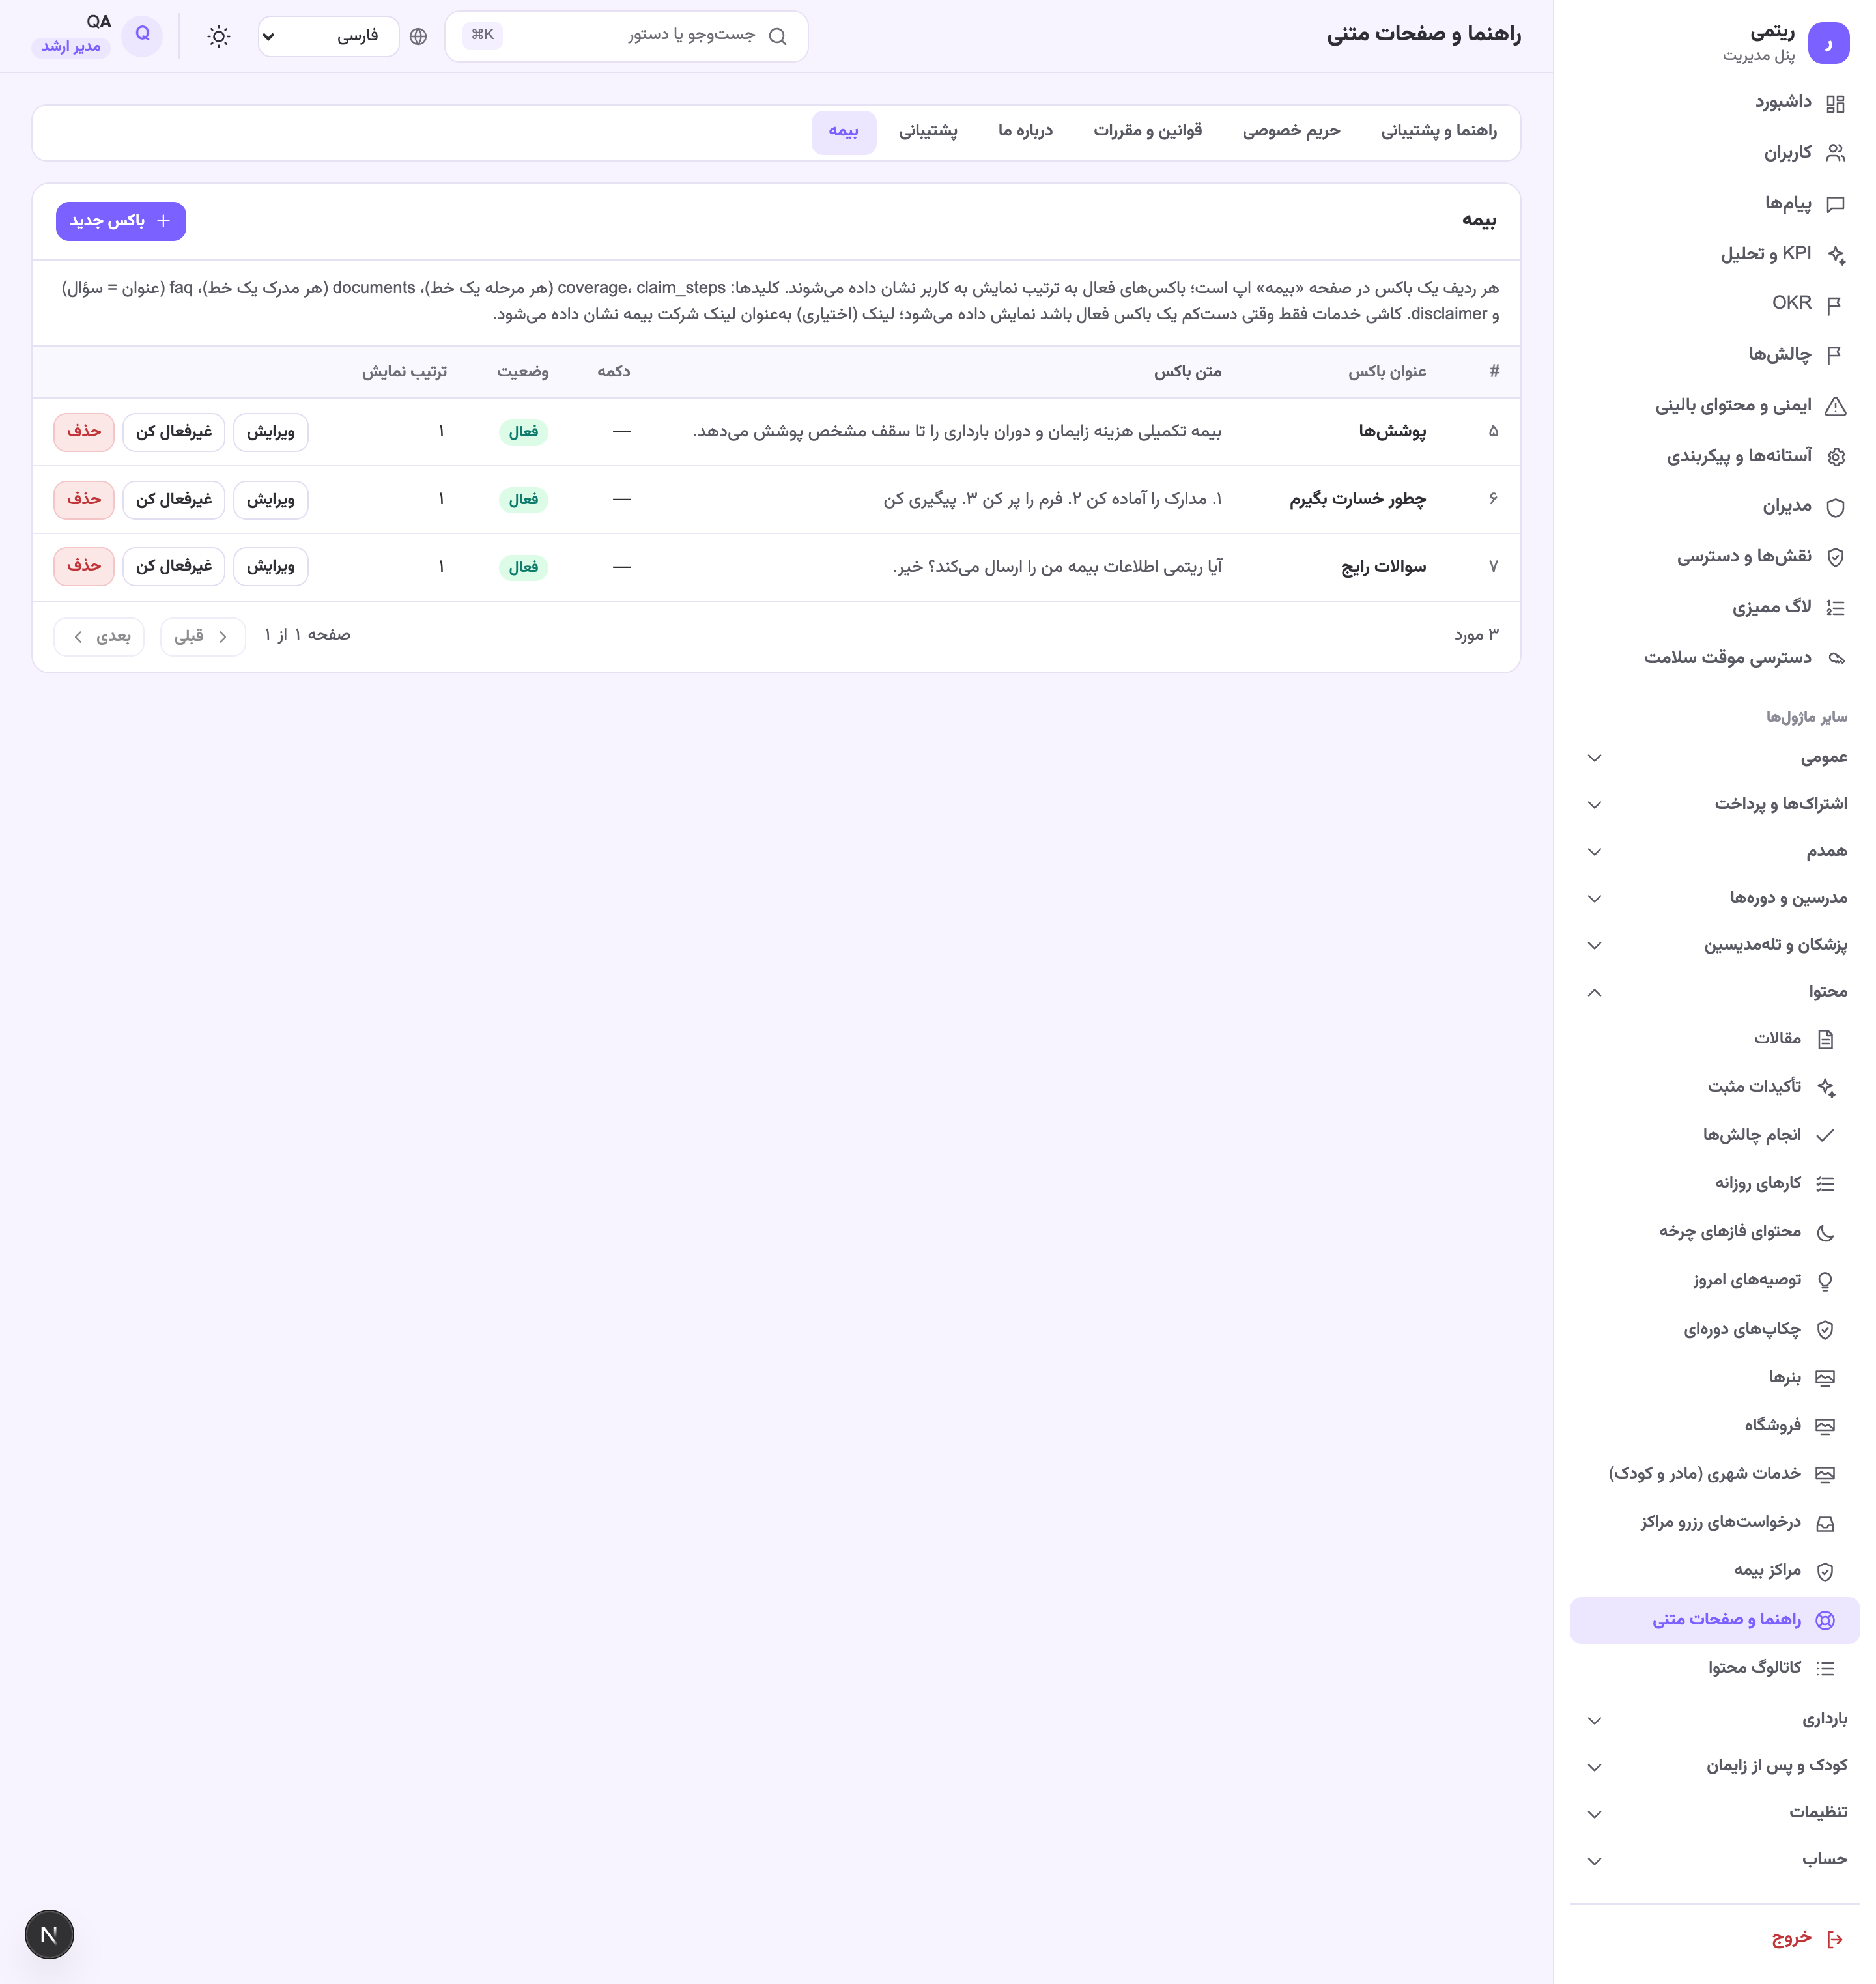 ر
ریتمی
پنل مدیریت
داشبورد
کاربران
پیام‌ها
KPI و تحلیل
OKR
چالش‌ها
ایمنی و محتوای بالینی
آستانه‌ها و پیکربندی
مدیران
نقش‌ها و دسترسی
لاگ ممیزی
دسترسی موقت سلامت
سایر ماژول‌ها
عمومی
اشتراک‌ها و پرداخت
همدم
مدرسین و دوره‌ها
پزشکان و تله‌مدیسین
محتوا
مقالات
تأکیدات مثبت
انجام چالش‌ها
کارهای روزانه
محتوای فازهای چرخه
توصیه‌های امروز
چکاپ‌های دوره‌ای
بنرها
فروشگاه
خدمات شهری (مادر و کودک)
درخواست‌های رزرو مراکز
مراکز بیمه
راهنما و صفحات متنی
کاتالوگ محتوا
بارداری
کودک و پس از زایمان
تنظیمات
حساب
خروج
راهنما و صفحات متنی
جست‌وجو یا دستور
⌘K
فارسی
Q
QA
مدیر ارشد
راهنما و پشتیبانی
حریم خصوصی
قوانین و مقررات
درباره ما
پشتیبانی
بیمه
بیمه
+ باکس جدید
هر ردیف یک باکس در صفحه «بیمه» اپ است؛ باکس‌های فعال به ترتیب نمایش به کاربر نشان داده می‌شوند. کلیدها: coverage، claim_steps (هر مرحله یک خط)، documents (هر مدرک یک خط)، faq (عنوان = سؤال)
و disclaimer. کاشی خدمات فقط وقتی دست‌کم یک باکس فعال باشد نمایش داده می‌شود؛ لینک (اختیاری) به‌عنوان لینک شرکت بیمه نشان داده می‌شود.
# عنوان باکس متن باکس دکمه وضعیت ترتیب نمایش
۵ پوشش‌ها بیمه تکمیلی هزینه زایمان و دوران بارداری را تا سقف مشخص پوشش می‌دهد. — فعال ۱ ویرایش غیرفعال کن حذف
۶ چطور خسارت بگیرم ۱. مدارک را آماده کن ۲. فرم را پر کن ۳. پیگیری کن — فعال ۱ ویرایش غیرفعال کن حذف
۷ سوالات رایج آیا ریتمی اطلاعات بیمه من را ارسال می‌کند؟ خیر. — فعال ۱ ویرایش غیرفعال کن حذف
۳ مورد
صفحه ۱ از ۱
قبلی
بعدی
N